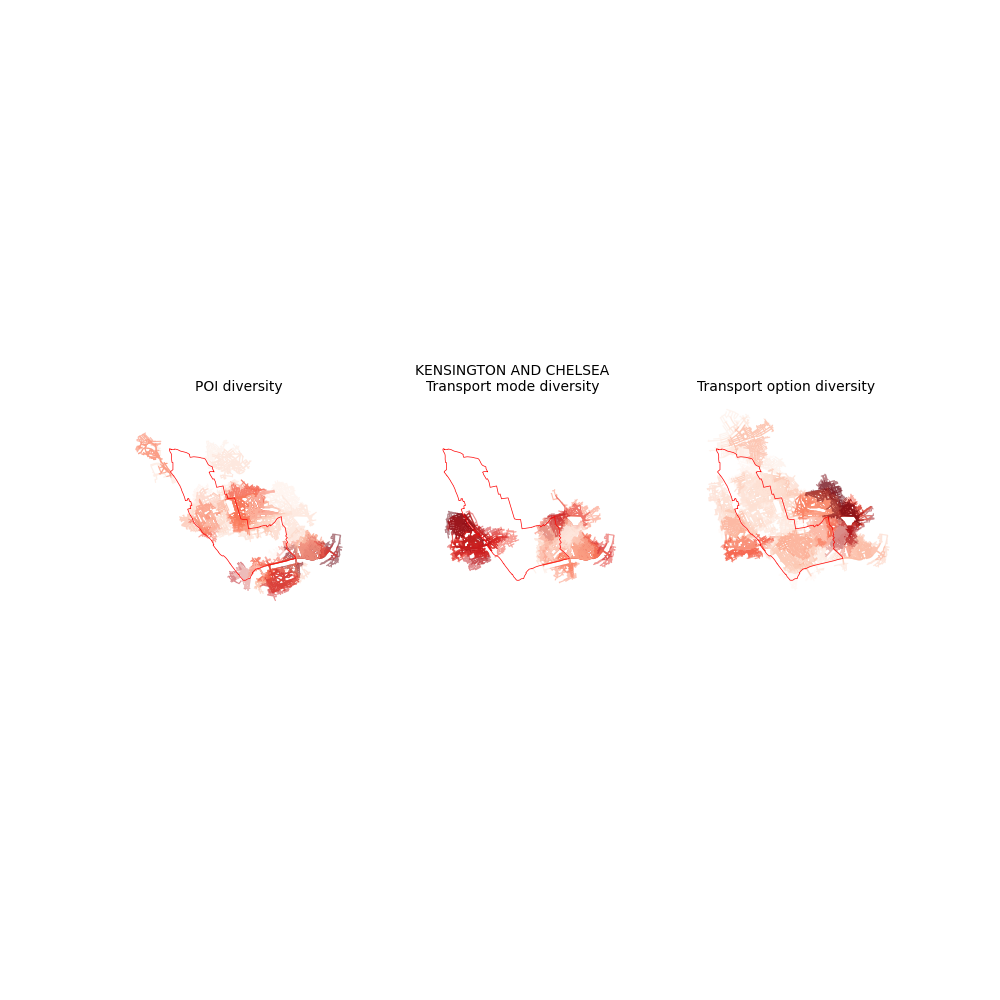 KENSINGTON AND CHELSEA
POI diversity
Transport mode diversity
Transport option diversity